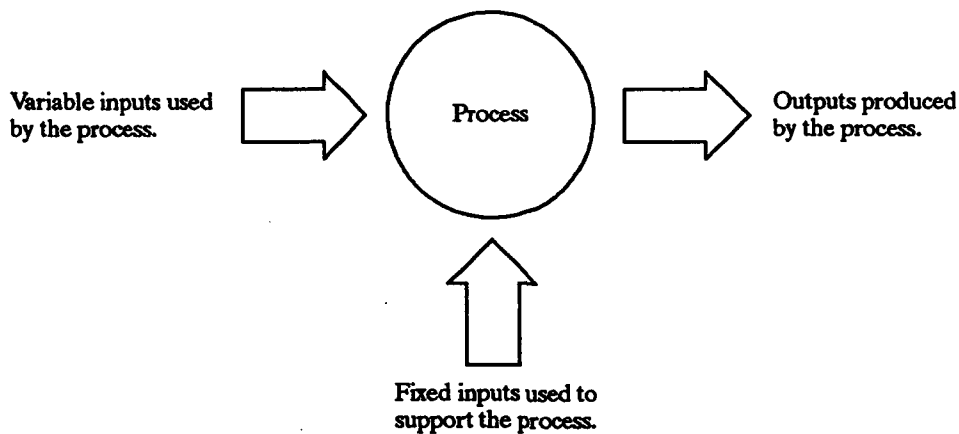 Variable inputs used
by the process.
Process
Outputs produced
by the process.
Fixed inputs used to
support the process.